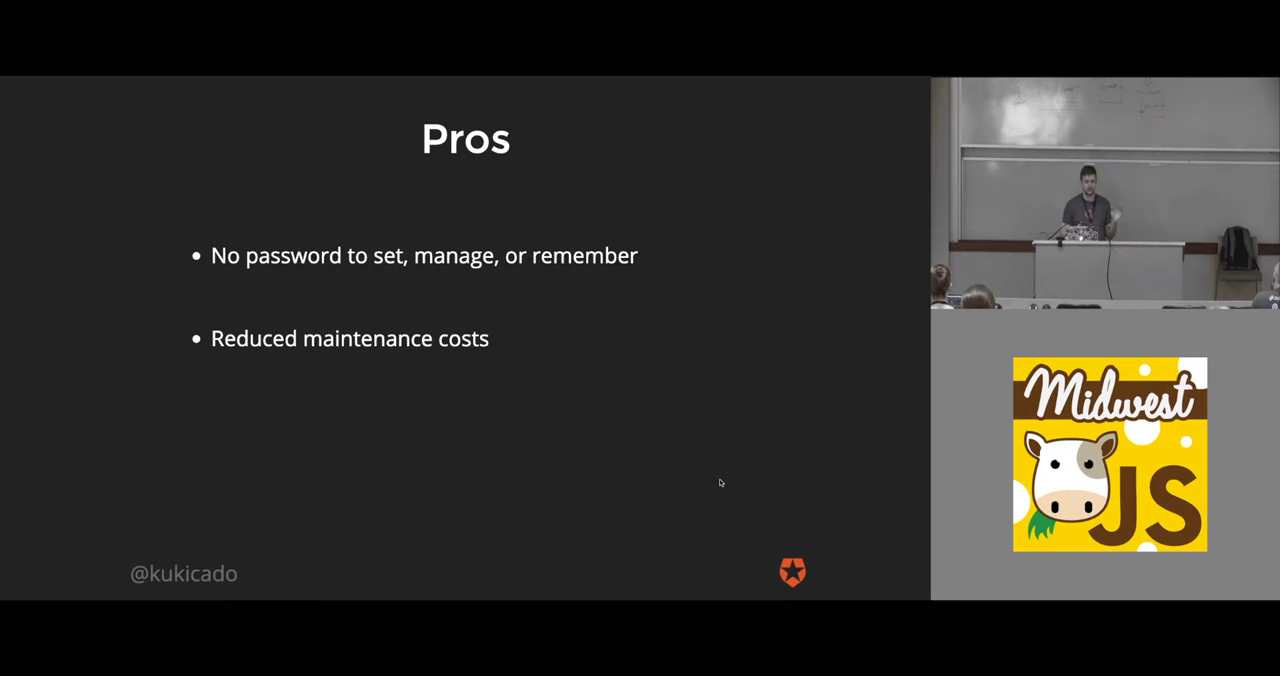 Pros
• No password to set, manage, or remember
• Reduced maintenance costs
@kukicado
Midwest
JS